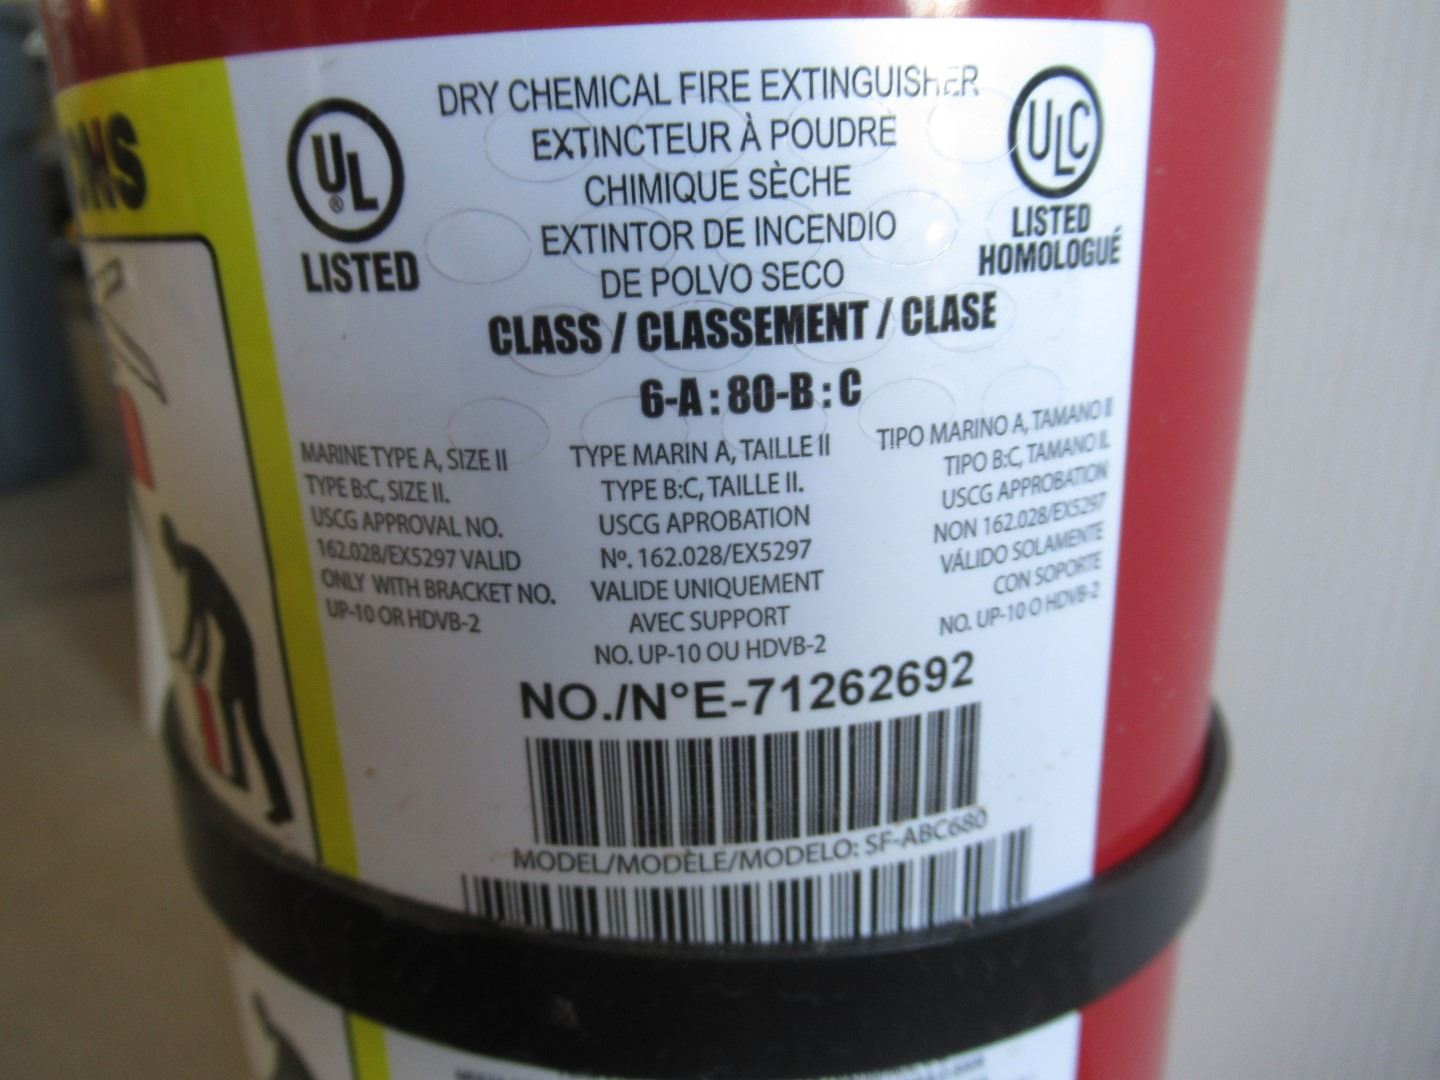 UL
®
LISTED
DRY CHEMICAL FIRE EXTINGUISHER
EXTINCTEUR À POUDRE
CHIMIQUE SÈCHE
EXTINTOR DE INCENDIO
DE POLVO SECO
ULC
LISTED
HOMOLOGUÉ
CLASS / CLASSEMENT / CLASE
6-A : 80-B : C
MARINE TYPE A, SIZE II
TYPE B:C, SIZE II.
USCG APPROVAL NO.
162.028/EX5297 VALID
ONLY WITH BRACKET NO.
UP-10 OR HDVB-2
TYPE MARIN A, TAILLE II
TYPE B:C, TAILLE II.
USCG APROBATION
Nº. 162.028/EX5297
VALIDE UNIQUEMENT
AVEC SUPPORT
NO. UP-10 OU HDVB-2
TIPO MARINO A, TAMANO II
TIPO B:C, TAMANO II.
USCG APPROBATION
NON 162.028/EX5297
VÁLIDO SOLAMENTE
CON SOPORTE
NO. UP-10 O HDVB-2
NO./N°E-71262692
MODEL/MODÈLE/MODELO: SF-ABC680